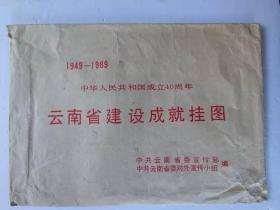 1949-1989
中华人民共和国成立40周年
云南省建设成就挂图
中共云南省委宣传部
中共云南省委对外宣传小组 编